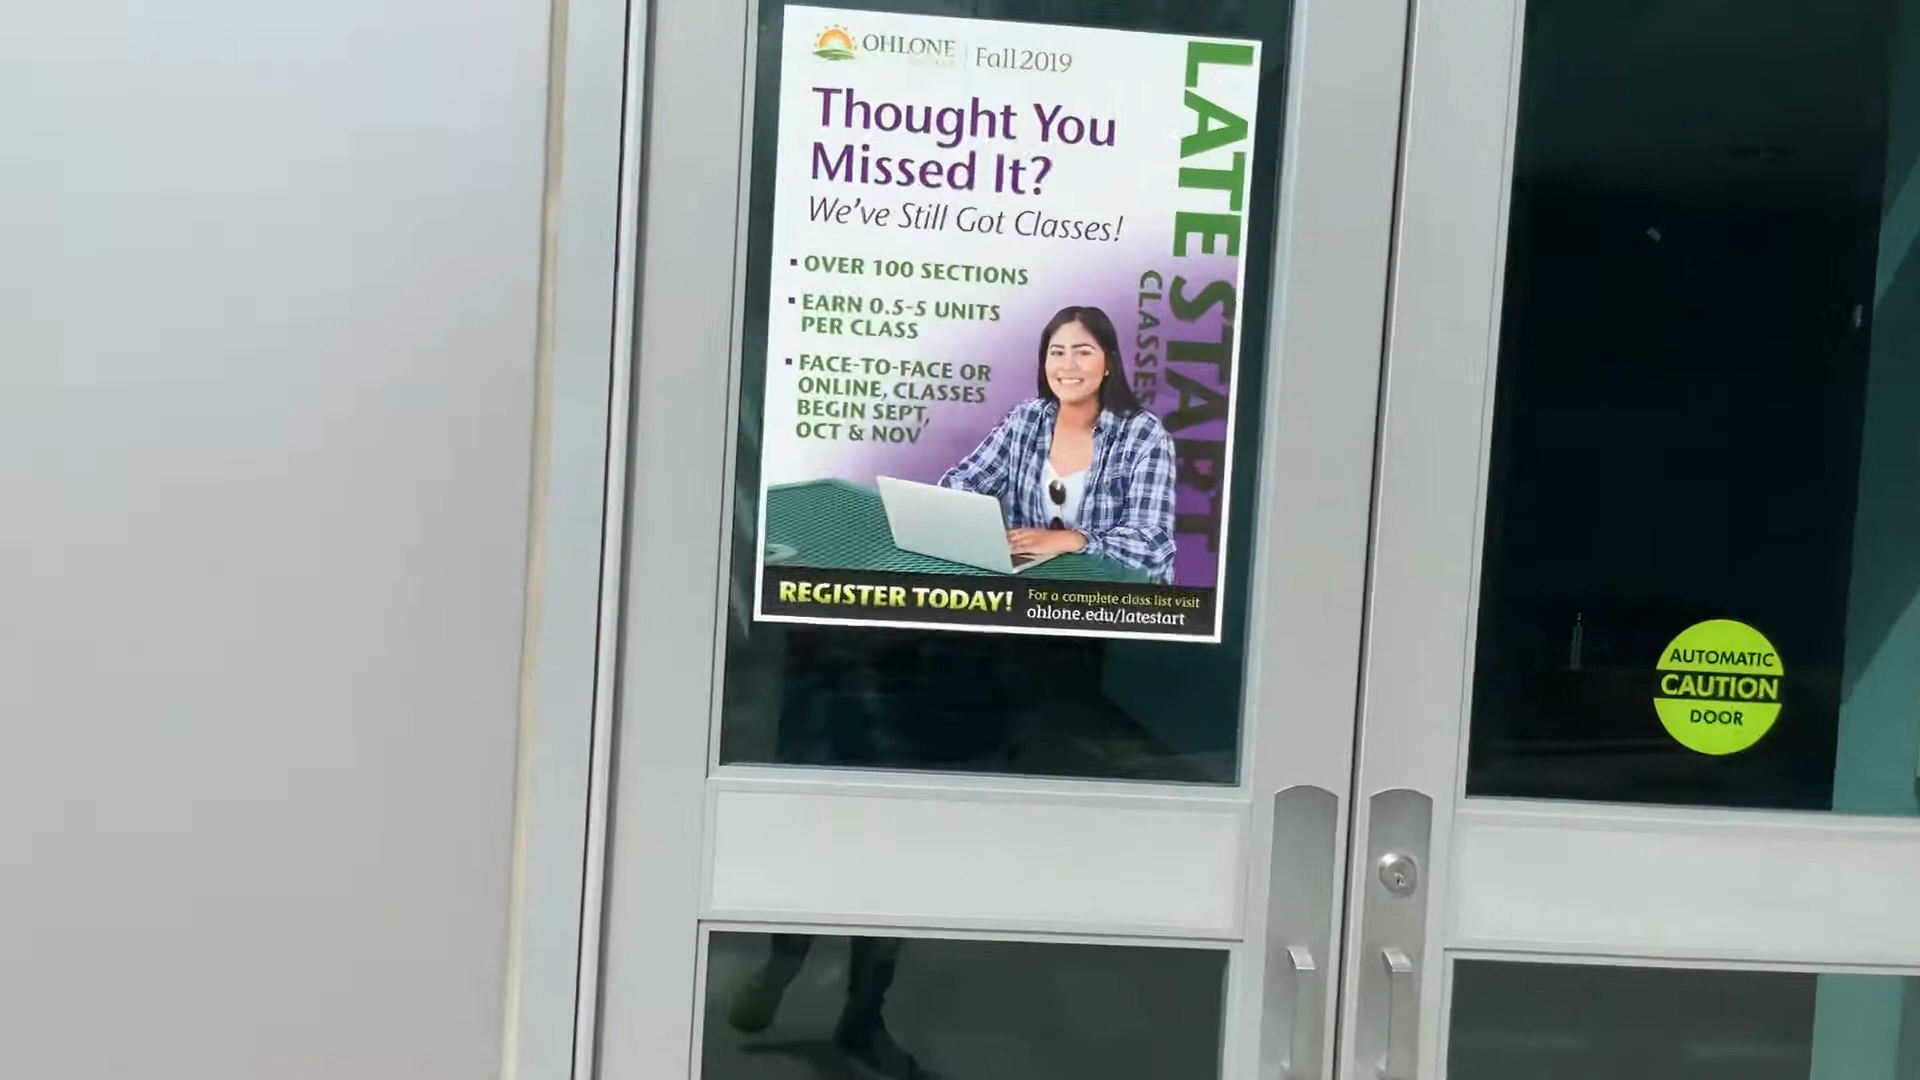 OHLONE
Fall 2019
Thought You
Missed It?
We've Still Got Classes!
▪ OVER 100 SECTIONS
▪ EARN 0.5-5 UNITS
PER CLASS
▪ FACE-TO-FACE OR
ONLINE, CLASSES
BEGIN SEPT,
OCT & NOV
LATE START
CLASSES
REGISTER TODAY!
For a complete class list visit
ohlone.edu/latestart
AUTOMATIC
CAUTION
DOOR